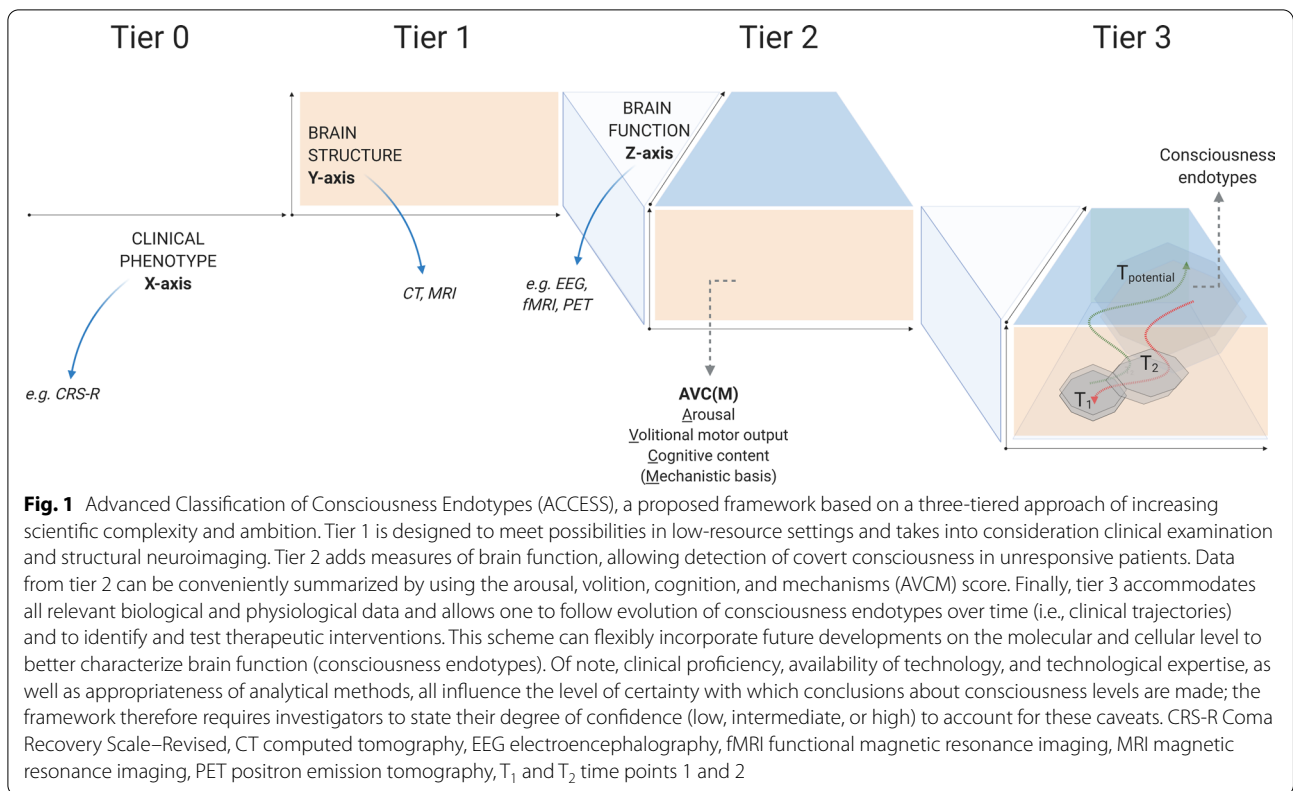 Tier 0
Tier 1
Tier 2
Tier 3
BRAIN
STRUCTURE
Y-axis
BRAIN
FUNCTION
Z-axis
Consciousness
endotypes
CLINICAL
PHENOTYPE
X-axis
CT, MRI
e.g. EEG,
fMRI, PET
e.g. CRS-R
AVC(M)
Arousal
Volitional motor output
Cognitive content
(Mechanistic basis)
Tpotential
T2
T1
Fig. 1 Advanced Classification of Consciousness Endotypes (ACCESS), a proposed framework based on a three-tiered approach of increasing
scientific complexity and ambition. Tier 1 is designed to meet possibilities in low-resource settings and takes into consideration clinical examination
and structural neuroimaging. Tier 2 adds measures of brain function, allowing detection of covert consciousness in unresponsive patients. Data
from tier 2 can be conveniently summarized by using the arousal, volition, cognition, and mechanisms (AVCM) score. Finally, tier 3 accommodates
all relevant biological and physiological data and allows one to follow evolution of consciousness endotypes over time (i.e., clinical trajectories)
and to identify and test therapeutic interventions. This scheme can flexibly incorporate future developments on the molecular and cellular level to
better characterize brain function (consciousness endotypes). Of note, clinical proficiency, availability of technology, and technological expertise, as
well as appropriateness of analytical methods, all influence the level of certainty with which conclusions about consciousness levels are made; the
framework therefore requires investigators to state their degree of confidence (low, intermediate, or high) to account for these caveats. CRS-R Coma
Recovery Scale–Revised, CT computed tomography, EEG electroencephalography, fMRI functional magnetic resonance imaging, MRI magnetic
resonance imaging, PET positron emission tomography, T1 and T2 time points 1 and 2